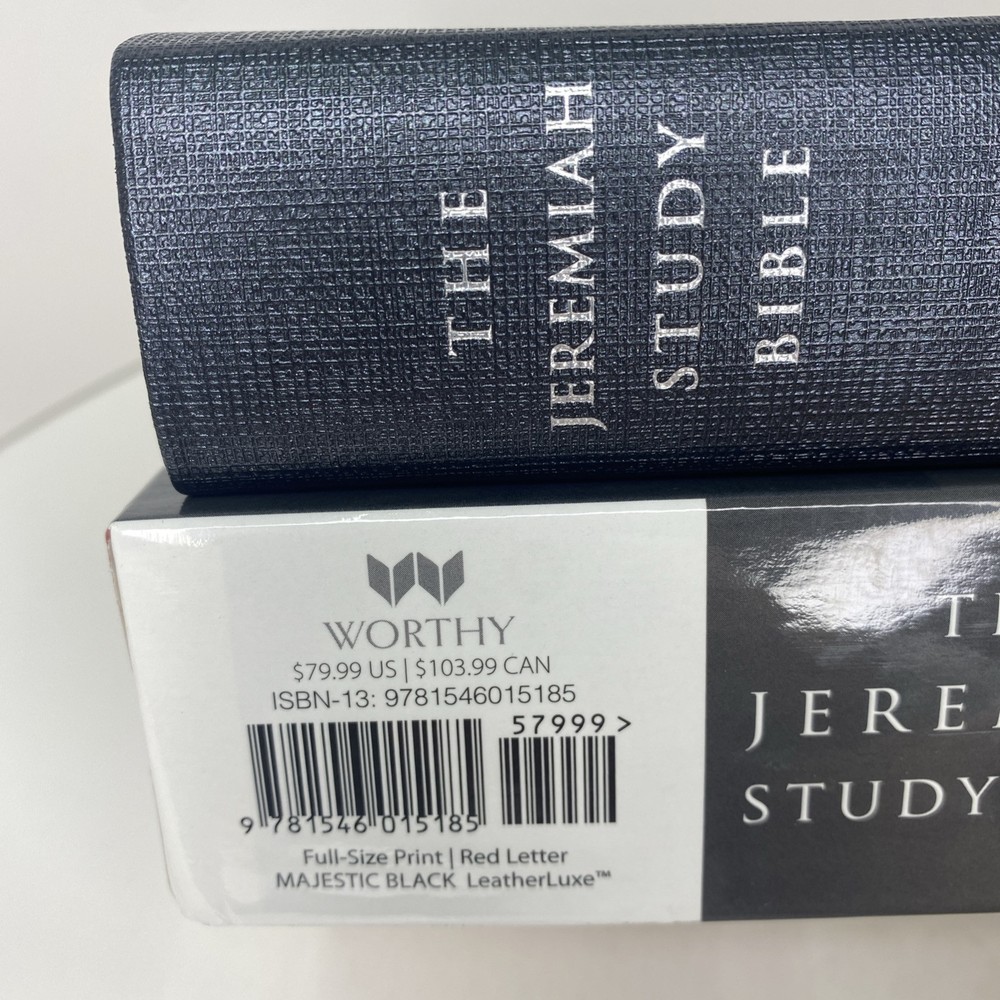 THE
JEREMIAH
STUDY
BIBLE
WORTHY
$79.99 US | $103.99 CAN
ISBN-13: 9781546015185
57999 >
9 781546 015185
Full-Size Print | Red Letter
MAJESTIC BLACK LeatherLuxe™
STUDY